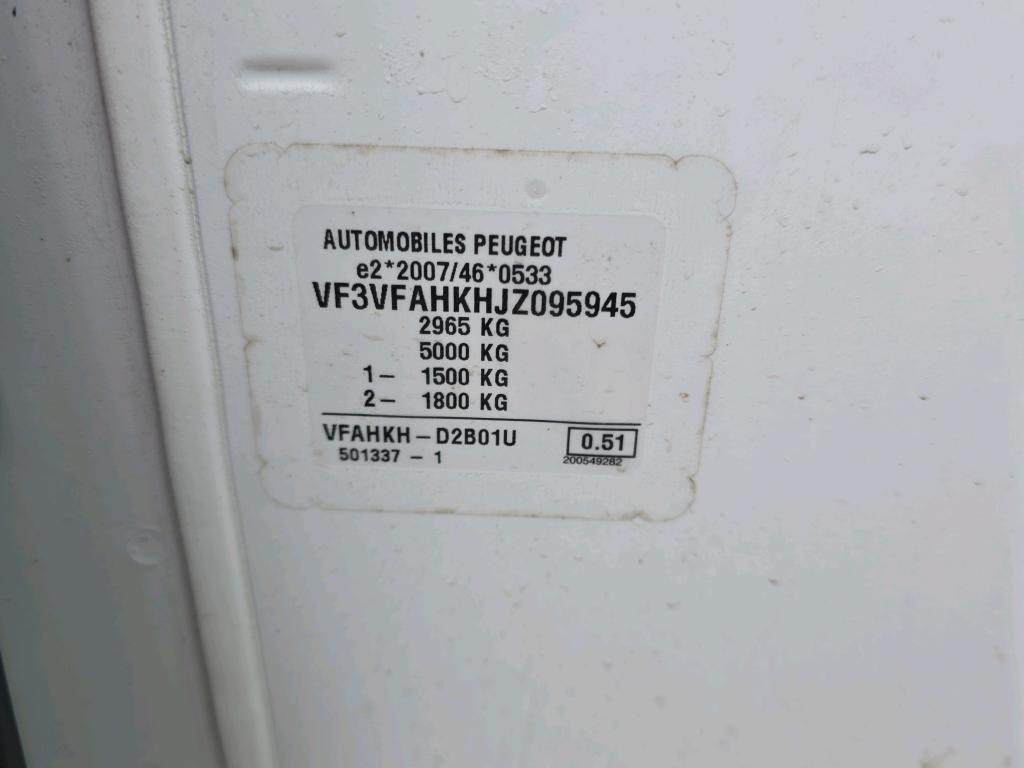 AUTOMOBILES PEUGEOT
e2*2007/46*0533
VF3VFAHKHJZ095945
2965 KG
5000 KG
1- 1500 KG
2- 1800 KG
VFAHKH-D2B01U 0.51
501337-1 200549282